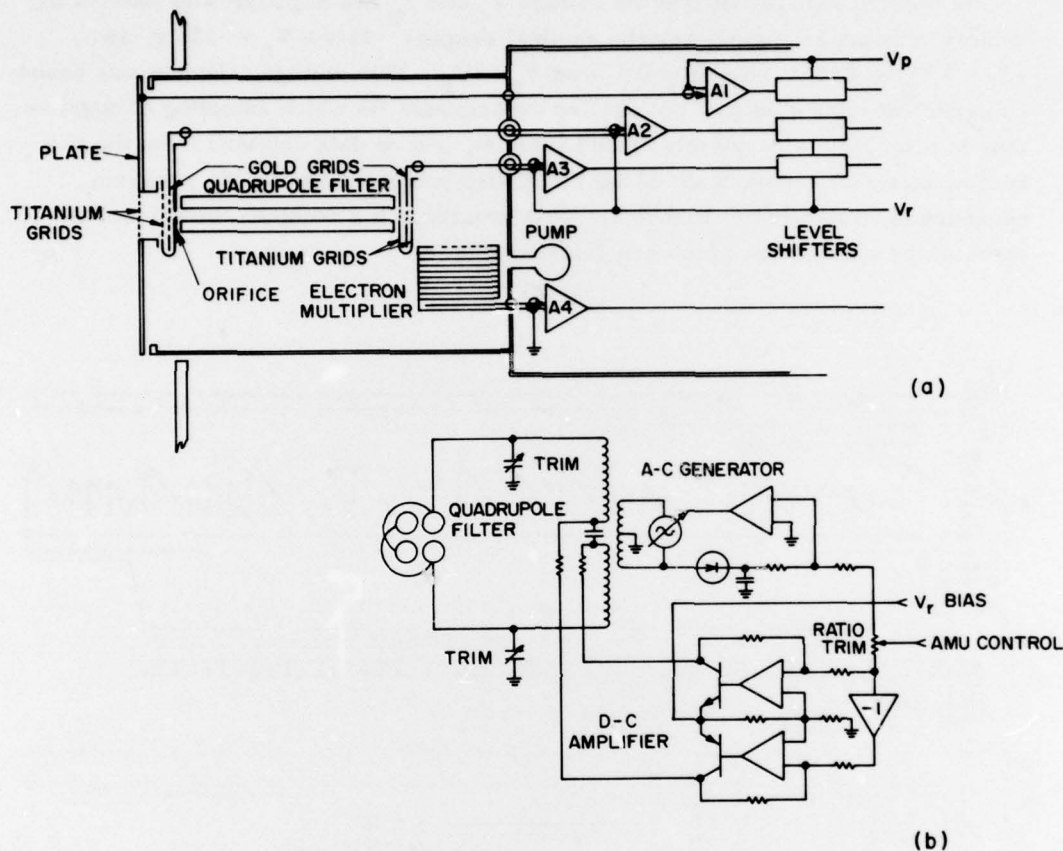 Vp
A1
A2
PLATE
GOLD GRIDS
QUADRUPOLE FILTER
A3
Vr
TITANIUM
GRIDS
TITANIUM GRIDS
PUMP
LEVEL
SHIFTERS
ORIFICE
ELECTRON
MULTIPLIER
A4
(a)
TRIM
A-C GENERATOR
QUADRUPOLE
FILTER
Vr BIAS
RATIO
TRIM
AMU CONTROL
TRIM
-1
D-C
AMPLIFIER
(b)